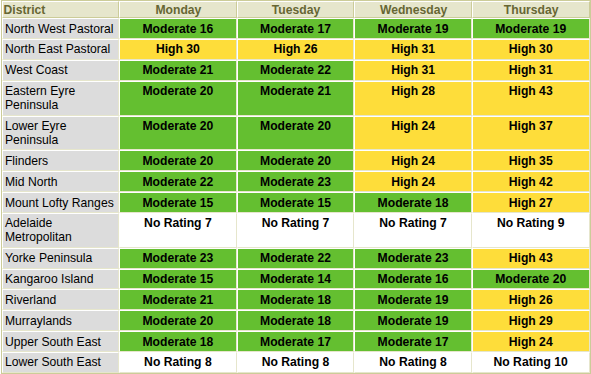 District Monday Tuesday Wednesday Thursday
North West Pastoral Moderate 16 Moderate 17 Moderate 19 Moderate 19
North East Pastoral High 30 High 26 High 31 High 30
West Coast Moderate 21 Moderate 22 High 31 High 31
Eastern Eyre Moderate 20 Moderate 21 High 28 High 43
Peninsula
Lower Eyre Moderate 20 Moderate 20 High 24 High 37
Peninsula
Flinders Moderate 20 Moderate 20 High 24 High 35
Mid North Moderate 22 Moderate 23 High 24 High 42
Mount Lofty Ranges Moderate 15 Moderate 15 Moderate 18 High 27
Adelaide No Rating 7 No Rating 7 No Rating 7 No Rating 9
Metropolitan
Yorke Peninsula Moderate 23 Moderate 22 Moderate 23 High 43
Kangaroo Island Moderate 15 Moderate 14 Moderate 16 Moderate 20
Riverland Moderate 21 Moderate 18 Moderate 19 High 26
Murraylands Moderate 20 Moderate 18 Moderate 19 High 29
Upper South East Moderate 18 Moderate 17 Moderate 17 High 24
Lower South East No Rating 8 No Rating 8 No Rating 8 No Rating 10